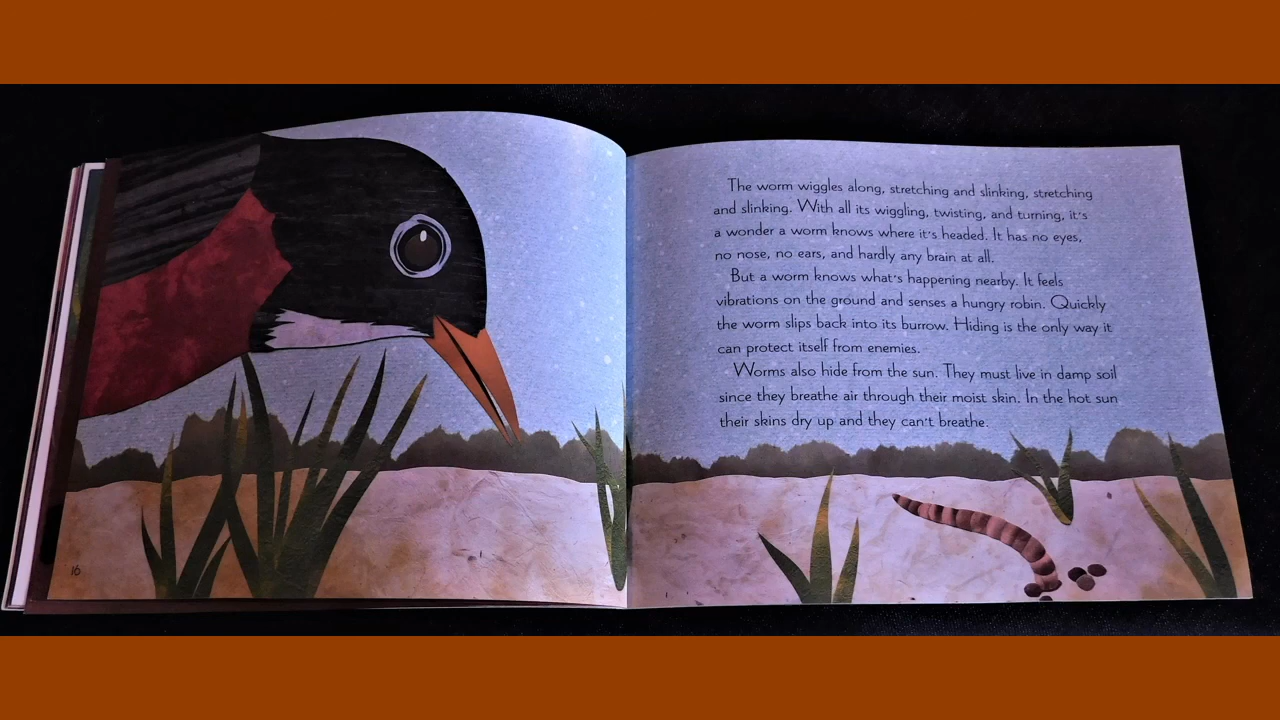 The worm wiggles along, stretching and slinking, stretching
and slinking. With all its wiggling, twisting, and turning, it's
a wonder a worm knows where it's headed. It has no eyes,
no nose, no ears, and hardly any brain at all.
But a worm knows what's happening nearby. It feels
vibrations on the ground and senses a hungry robin. Quickly
the worm slips back into its burrow. Hiding is the only way it
can protect itself from enemies.
Worms also hide from the sun. They must live in damp soil
since they breathe air through their moist skin. In the hot sun
their skins dry up and they can't breathe.
16